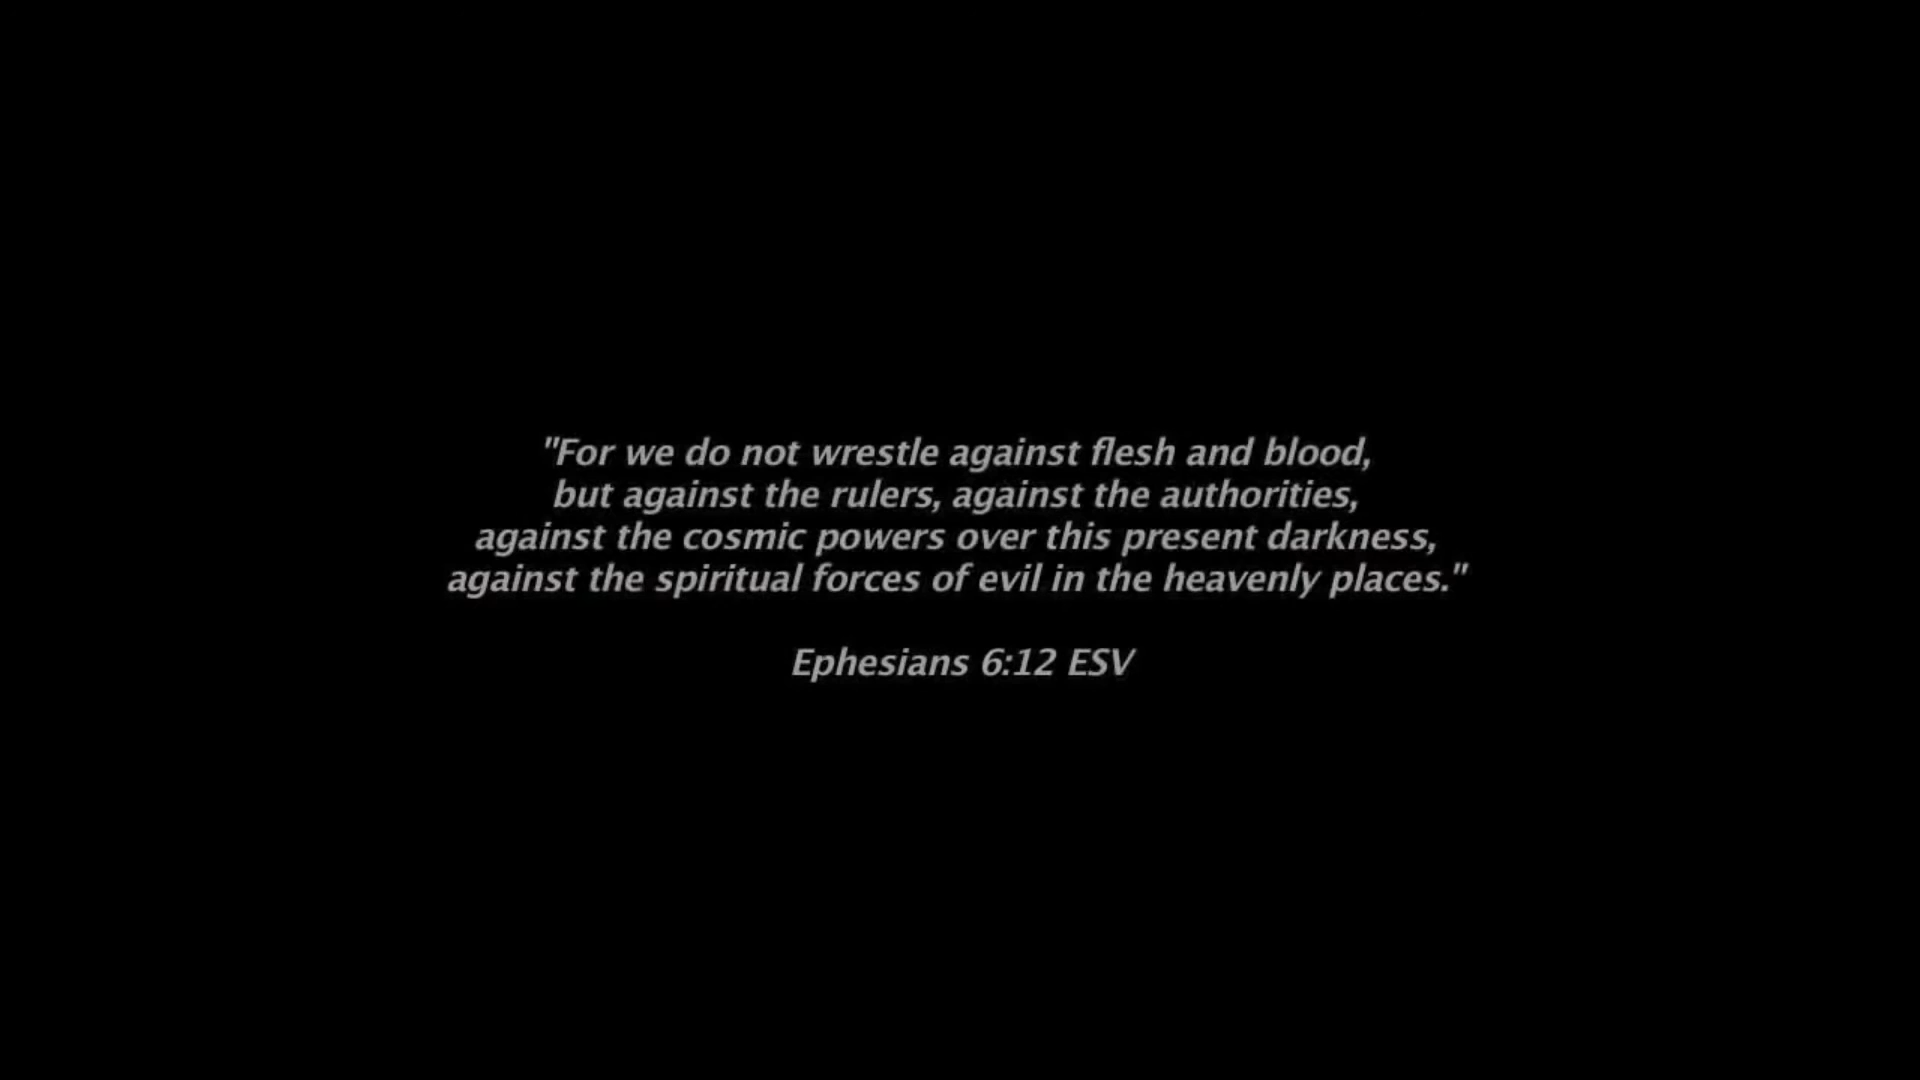 "For we do not wrestle against flesh and blood,
but against the rulers, against the authorities,
against the cosmic powers over this present darkness,
against the spiritual forces of evil in the heavenly places."
Ephesians 6:12 ESV